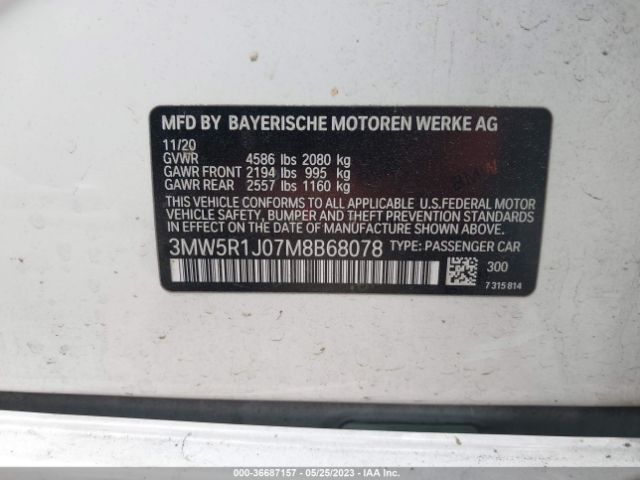 MFD BY BAYERISCHE MOTOREN WERKE AG
11/20
GVWR 4586 lbs 2080 kg
GAWR FRONT 2194 lbs 995 kg
GAWR REAR 2557 lbs 1160 kg
THIS VEHICLE CONFORMS TO ALL APPLICABLE U.S.FEDERAL MOTOR
VEHICLE SAFETY, BUMPER AND THEFT PREVENTION STANDARDS
IN EFFECT ON THE DATE OF MANUFACTURE SHOWN ABOVE.
3MW5R1J07M8B68078 TYPE: PASSENGER CAR
300
7 315 814
000-36687157 - 05/25/2023 - IAA Inc.